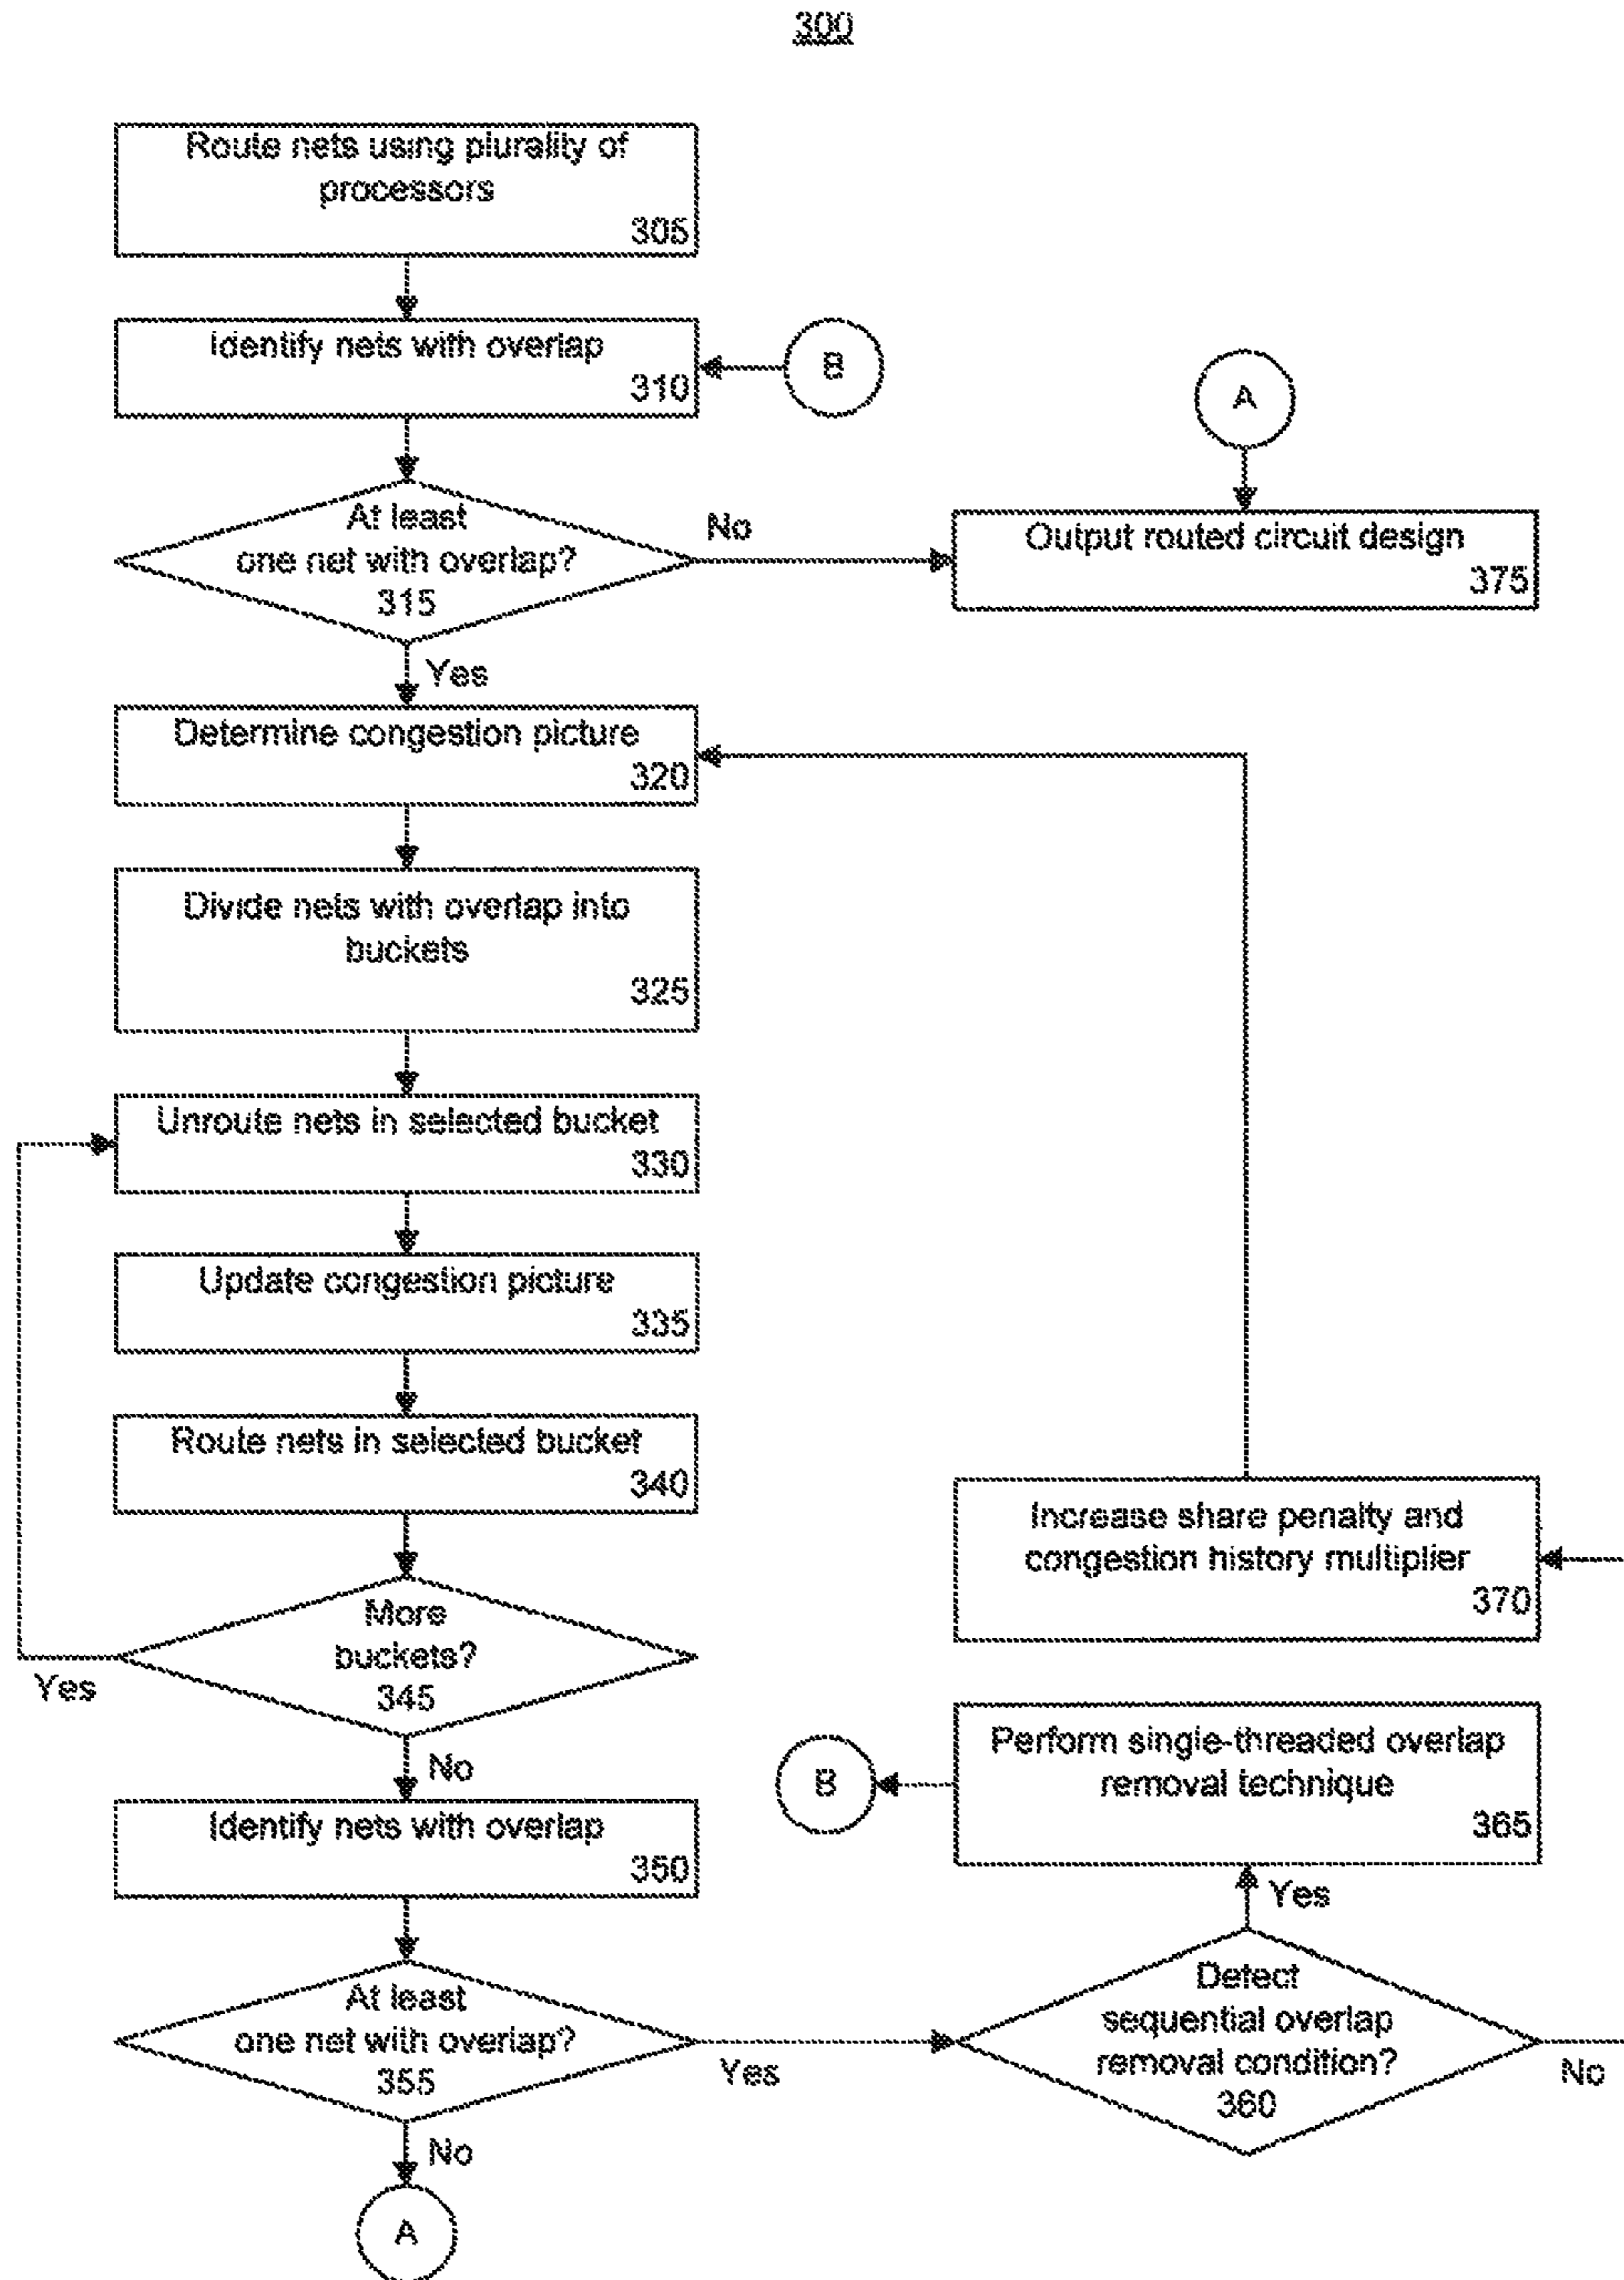 300
Route nets using plurality of
processors
305
Identify nets with overlap
310
B
A
At least
one net with overlap?
315
No
Output routed circuit design
375
Yes
Determine congestion picture
320
Divide nets with overlap into
buckets
325
Unroute nets in selected bucket
330
Update congestion picture
335
Route nets in selected bucket
340
Increase share penalty and
congestion history multiplier
370
More
buckets?
345
Yes
No
Perform single-threaded overlap
removal technique
365
B
Identify nets with overlap
350
Yes
At least
one net with overlap?
355
Yes
Detect
sequential overlap
removal condition?
360
No
No
A